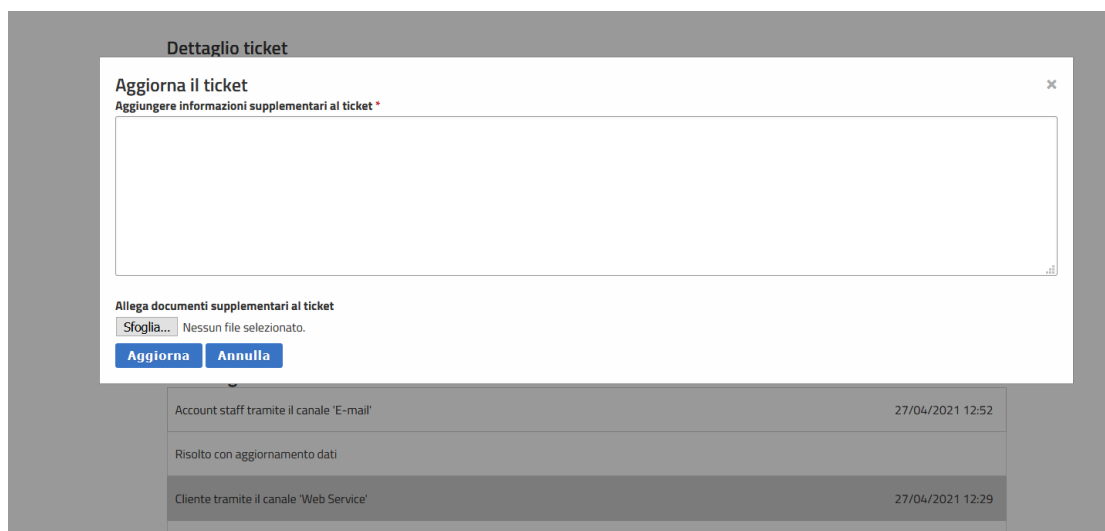 Dettaglio ticket
Aggiorna il ticket
×
Aggiungere informazioni supplementari al ticket *
Allega documenti supplementari al ticket
Sfoglia... Nessun file selezionato.
Aggiorna Annulla
Account staff tramite il canale 'E-mail' 27/04/2021 12:52
Risolto con aggiornamento dati
Cliente tramite il canale 'Web Service' 27/04/2021 12:29